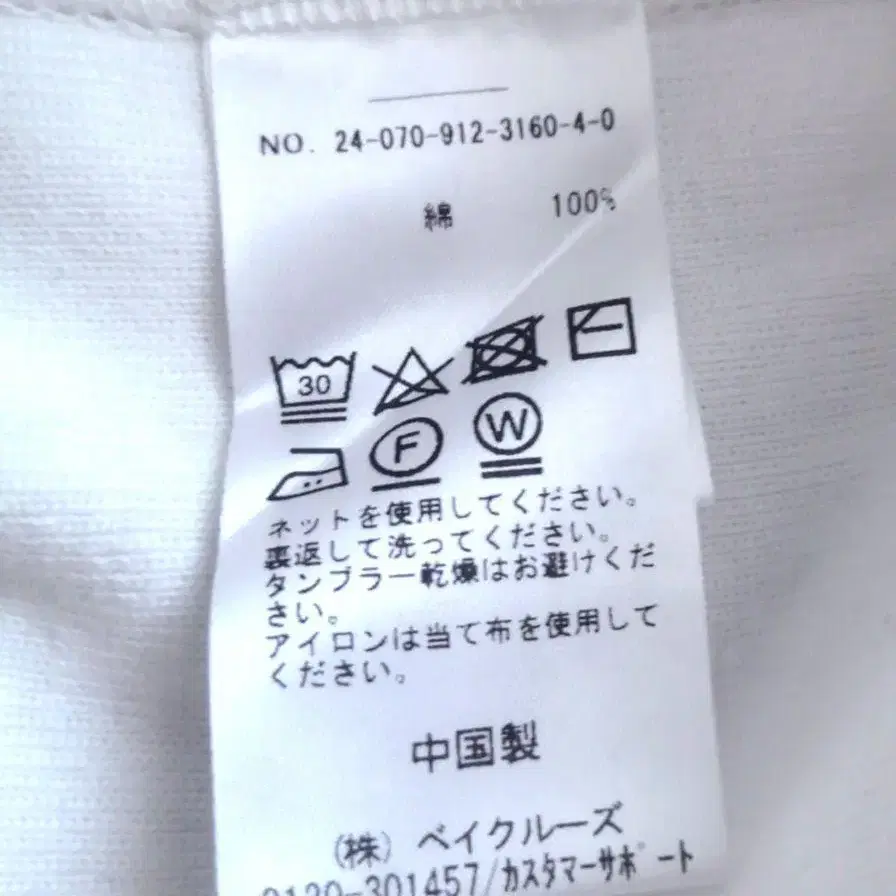 NO. 24-070-912-3160-4-0
綿 100%
30
F W
ネットを使用してください。
裏返して洗ってください。
タンブラー乾燥はお避けくだ
さい。
アイロンは当て布を使用して
ください。
中国製
(株) ベイクルーズ
0120-301457/カスタマーサポート